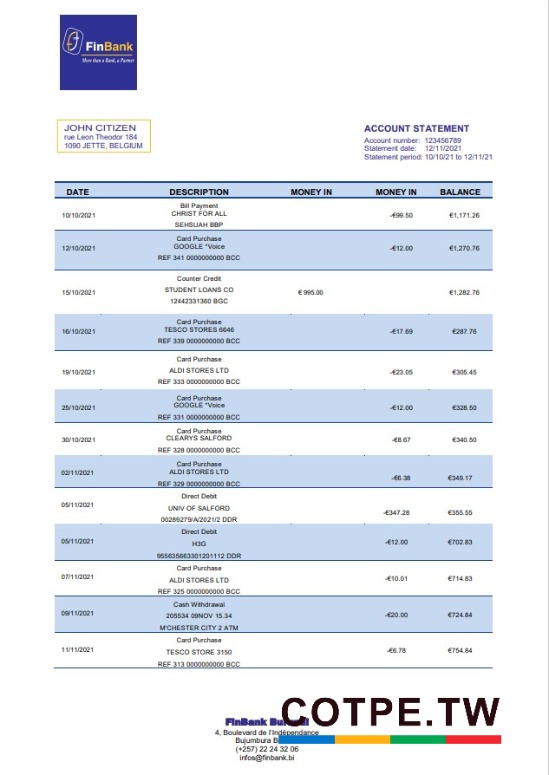 FinBank
More than a Bank, a Partner
JOHN CITIZEN
rue Leon Theodor 184
1090 JETTE, BELGIUM
ACCOUNT STATEMENT
Account number: 123456789
Statement date: 12/11/2021
Statement period: 10/10/21 to 12/11/21
DATE DESCRIPTION MONEY IN MONEY IN BALANCE
Bill Payment
10/10/2021 CHRIST FOR ALL -€99.50 €1,171.26
SEHSUAH BBP
Card Purchase
12/10/2021 GOOGLE *Voice -€12.00 €1,270.76
REF 341 0000000000 BCC
Counter Credit
15/10/2021 STUDENT LOANS CO € 995.00 €1,282.76
12442331360 BGC
Card Purchase
16/10/2021 TESCO STORES 6646 -€17.69 €287.76
REF 339 0000000000 BCC
Card Purchase
19/10/2021 ALDI STORES LTD -€23.05 €305.45
REF 333 0000000000 BCC
Card Purchase
25/10/2021 GOOGLE *Voice -€12.00 €328.50
REF 331 0000000000 BCC
Card Purchase
30/10/2021 CLEARYS SALFORD -€8.67 €340.50
REF 328 0000000000 BCC
Card Purchase
02/11/2021 ALDI STORES LTD -€6.38 €349.17
REF 329 0000000000 BCC
Direct Debit
05/11/2021 UNIV OF SALFORD -€347.28 €355.55
00289279/A/2021/2 DDR
Direct Debit
05/11/2021 H3G -€12.00 €702.83
955635663301201112 DDR
Card Purchase
07/11/2021 ALDI STORES LTD -€10.01 €714.83
REF 325 0000000000 BCC
Cash Withdrawal
09/11/2021 205534 09NOV 15.34 -€20.00 €724.84
M'CHESTER CITY 2 ATM
Card Purchase
11/11/2021 TESCO STORE 3150 -€6.78 €754.84
REF 313 0000000000 BCC
COTPE.TW
FinBank
4, Boulevard de l'Indépendance
Bujumbura
(+257) 22 24 32 06
infos@finbank.bi